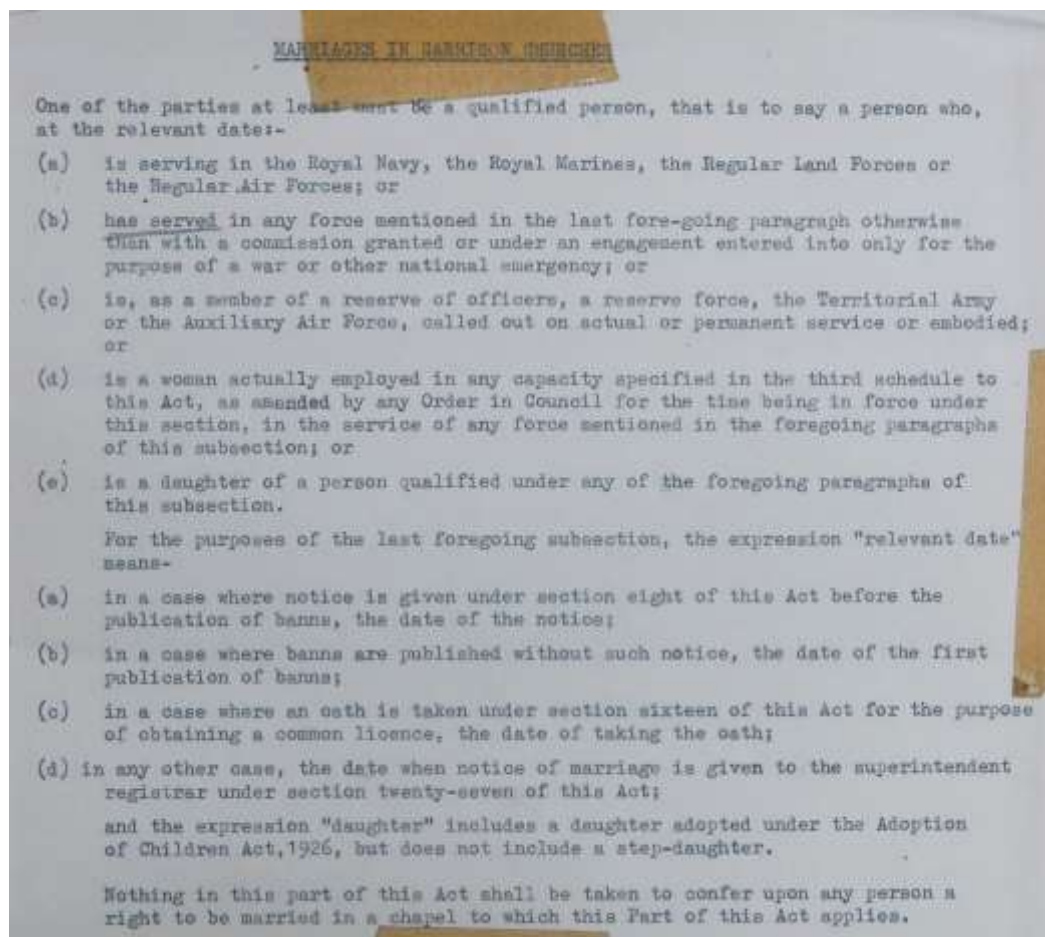 MARRIAGES IN GARRISON CHURCHES
One of the parties at least must be a qualified person, that is to say a person who,
at the relevant date:-
(a) is serving in the Royal Navy, the Royal Marines, the Regular Land Forces or
the Regular Air Forces; or
(b) has served in any force mentioned in the last fore-going paragraph otherwise
than with a commission granted or under an engagement entered into only for the
purpose of a war or other national emergency; or
(c) is, as a member of a reserve of officers, a reserve force, the Territorial Army
or the Auxiliary Air Force, called out on actual or permanent service or embodied;
or
(d) is a woman actually employed in any capacity specified in the third schedule to
this Act, as amended by any Order in Council for the time being in force under
this section, in the service of any force mentioned in the foregoing paragraphs
of this subsection; or
(e) is a daughter of a person qualified under any of the foregoing paragraphs of
this subsection.
For the purposes of the last foregoing subsection, the expression "relevant date"
means-
(a) in a case where notice is given under section eight of this Act before the
publication of banns, the date of the notice;
(b) in a case where banns are published without such notice, the date of the first
publication of banns;
(c) in a case where an oath is taken under section sixteen of this Act for the purpose
of obtaining a common licence, the date of taking the oath;
(d) in any other case, the date when notice of marriage is given to the superintendent
registrar under section twenty-seven of this Act;
and the expression "daughter" includes a daughter adopted under the Adoption
of Children Act,1926, but does not include a step-daughter.
Nothing in this part of this Act shall be taken to confer upon any person a
right to be married in a chapel to which this Part of this Act applies.